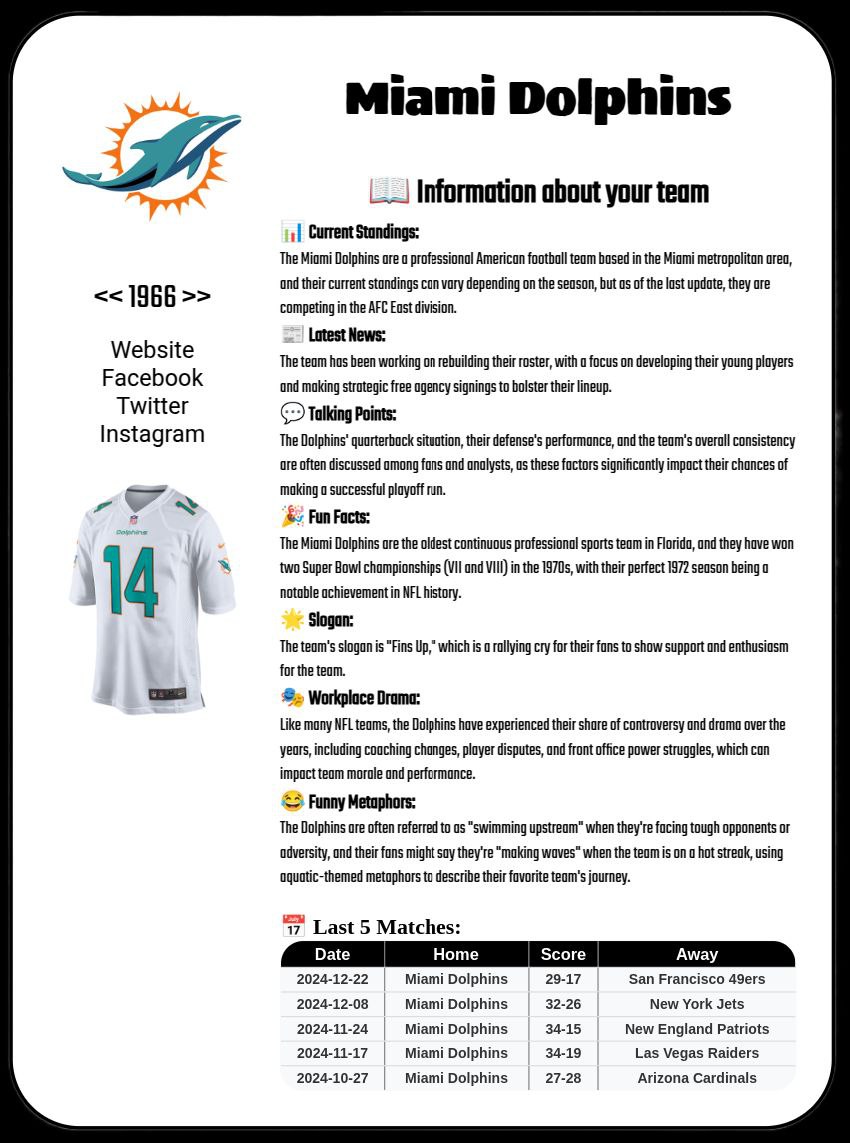 Miami Dolphins
📖 Information about your team
<< 1966 >>
Website
Facebook
Twitter
Instagram
Dolphins
14
14
📊 Current Standings:
The Miami Dolphins are a professional American football team based in the Miami metropolitan area,
and their current standings can vary depending on the season, but as of the last update, they are
competing in the AFC East division.
📰 Latest News:
The team has been working on rebuilding their roster, with a focus on developing their young players
and making strategic free agency signings to bolster their lineup.
💬 Talking Points:
The Dolphins' quarterback situation, their defense's performance, and the team's overall consistency
are often discussed among fans and analysts, as these factors significantly impact their chances of
making a successful playoff run.
🎉 Fun Facts:
The Miami Dolphins are the oldest continuous professional sports team in Florida, and they have won
two Super Bowl championships (VII and VIII) in the 1970s, with their perfect 1972 season being a
notable achievement in NFL history.
🌟 Slogan:
The team's slogan is "Fins Up," which is a rallying cry for their fans to show support and enthusiasm
for the team.
🎭 Workplace Drama:
Like many NFL teams, the Dolphins have experienced their share of controversy and drama over the
years, including coaching changes, player disputes, and front office power struggles, which can
impact team morale and performance.
😂 Funny Metaphors:
The Dolphins are often referred to as "swimming upstream" when they're facing tough opponents or
adversity, and their fans might say they're "making waves" when the team is on a hot streak, using
aquatic-themed metaphors to describe their favorite team's journey.
📅 Last 5 Matches:
Date Home Score Away
2024-12-22 Miami Dolphins 29-17 San Francisco 49ers
2024-12-08 Miami Dolphins 32-26 New York Jets
2024-11-24 Miami Dolphins 34-15 New England Patriots
2024-11-17 Miami Dolphins 34-19 Las Vegas Raiders
2024-10-27 Miami Dolphins 27-28 Arizona Cardinals